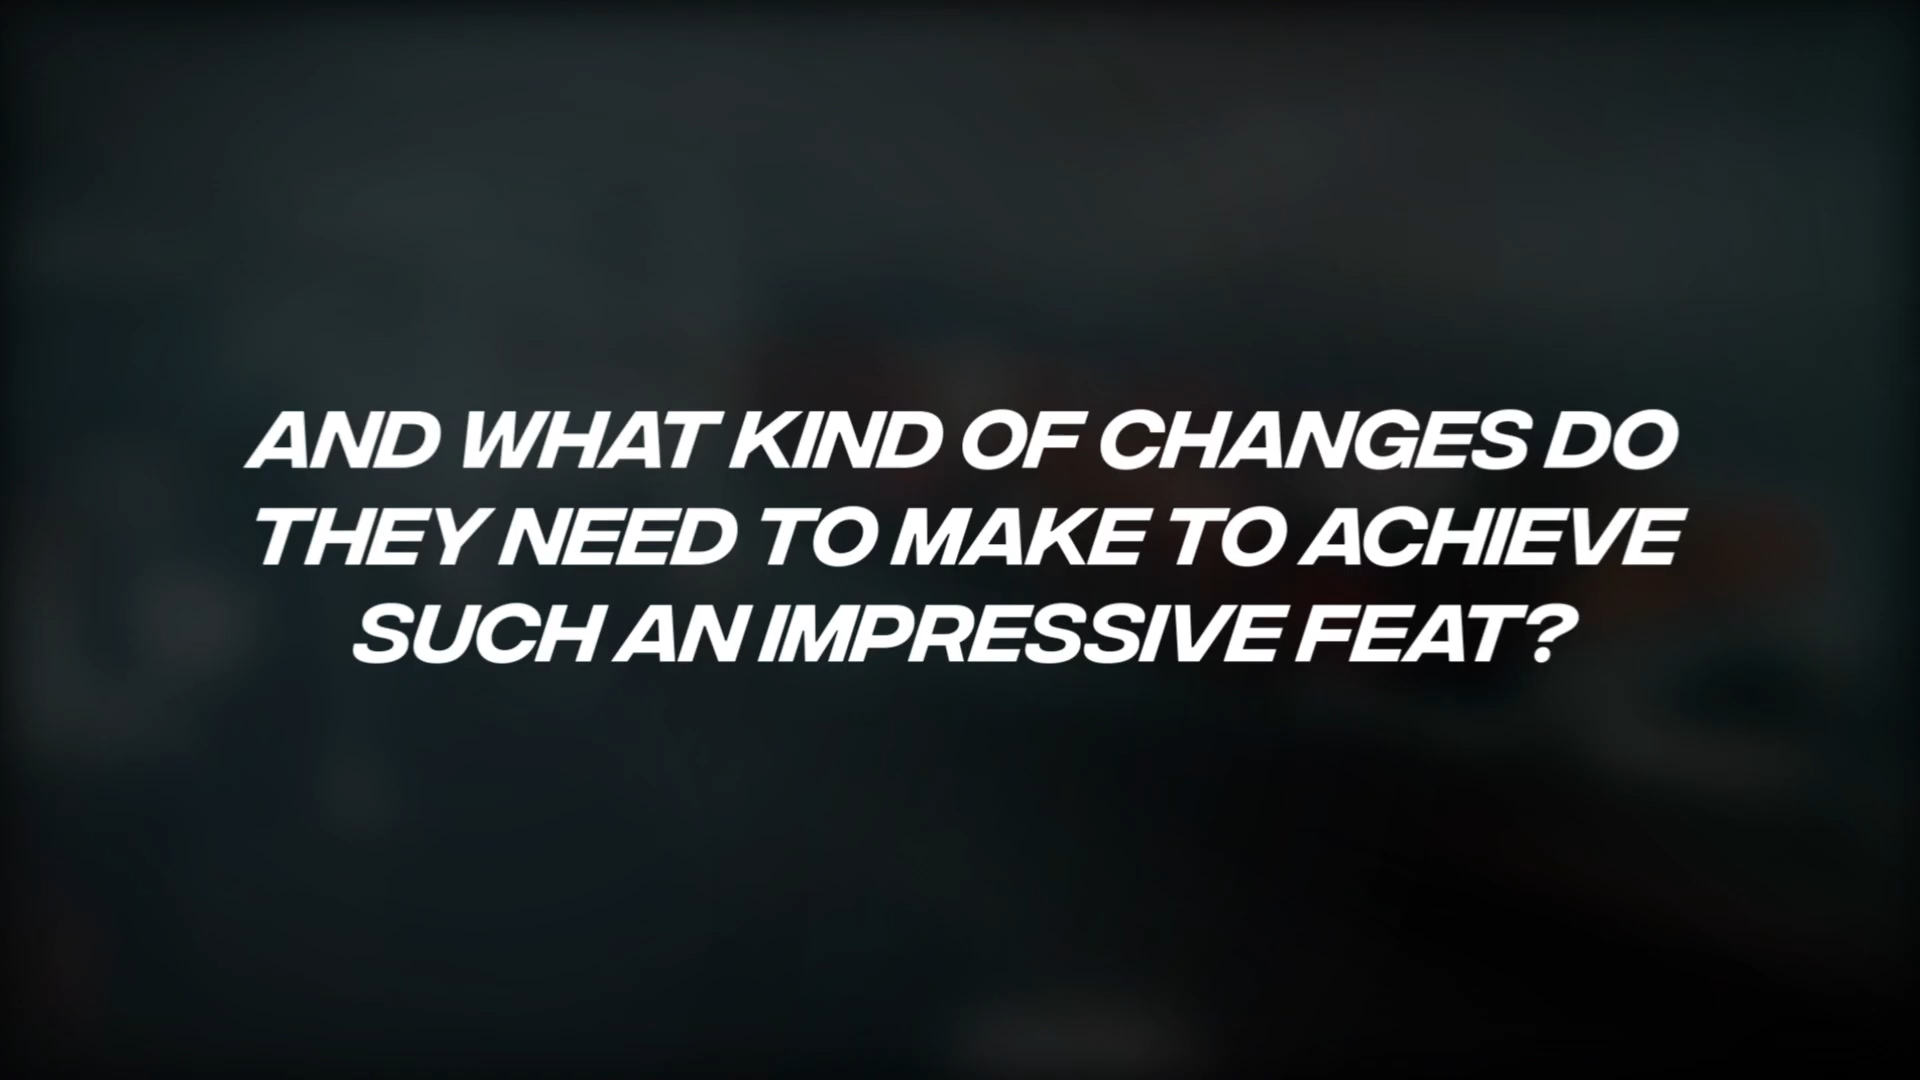 AND WHAT KIND OF CHANGES DO
THEY NEED TO MAKE TO ACHIEVE
SUCH AN IMPRESSIVE FEAT?